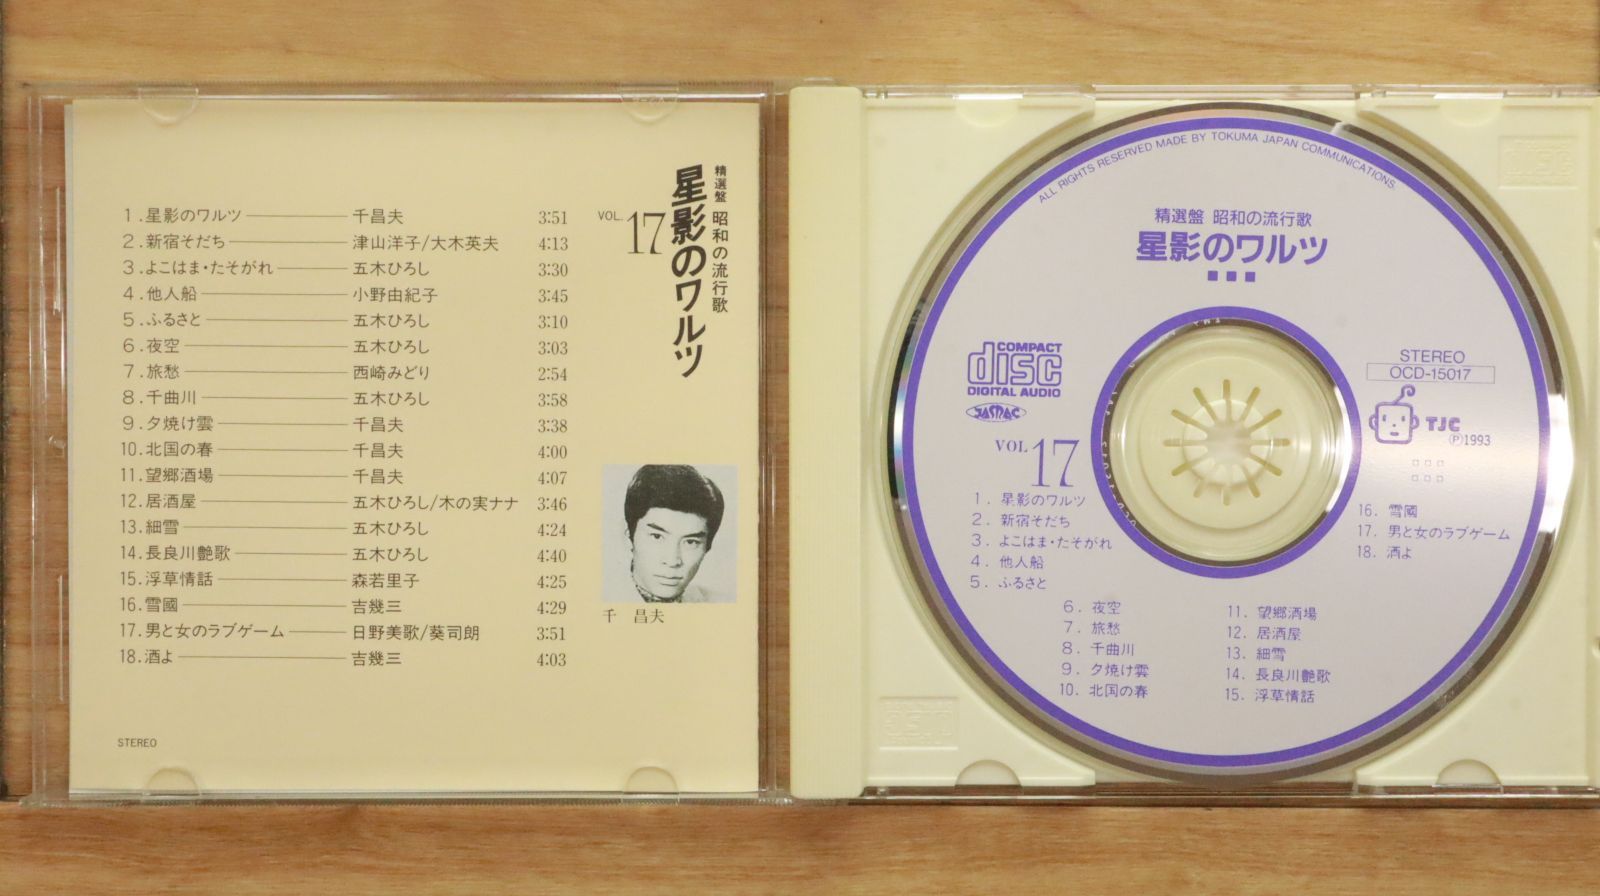 1.星影のワルツ 千昌夫 3:51
2.新宿そだち 津山洋子/大木英夫 4:13
3.よこはま・たそがれ 五木ひろし 3:30
4.他人船 小野由紀子 3:45
5.ふるさと 五木ひろし 3:10
6.夜空 五木ひろし 3:03
7.旅愁 西崎みどり 2:54
8.千曲川 五木ひろし 3:58
9.夕焼け雲 千昌夫 3:38
10.北国の春 千昌夫 4:00
11.望郷酒場 千昌夫 4:07
12.居酒屋 五木ひろし/木の実ナナ 3:46
13.細雪 五木ひろし 4:24
14.長良川艶歌 五木ひろし 4:40
15.浮草情話 森若里子 4:25
16.雪國 吉幾三 4:29
17.男と女のラブゲーム 日野美歌/葵司朗 3:51
18.酒よ 吉幾三 4:03
STEREO
精選盤 昭和の流行歌
星影のワルツ
VOL. 17
千 昌夫
ALL RIGHTS RESERVED MADE BY TOKUMA JAPAN COMMUNICATIONS.
精選盤 昭和の流行歌
星影のワルツ
COMPACT
disc
DIGITAL AUDIO
JASRAC
STEREO
OCD-15017
TJC
Ⓟ1993
VOL. 17
1. 星影のワルツ
2. 新宿そだち
3. よこはま・たそがれ
4. 他人船
5. ふるさと
6. 夜空
7. 旅愁
8. 千曲川
9. 夕焼け雲
10. 北国の春
11. 望郷酒場
12. 居酒屋
13. 細雪
14. 長良川艶歌
15. 浮草情話
16. 雪國
17. 男と女のラブゲーム
18. 酒よ